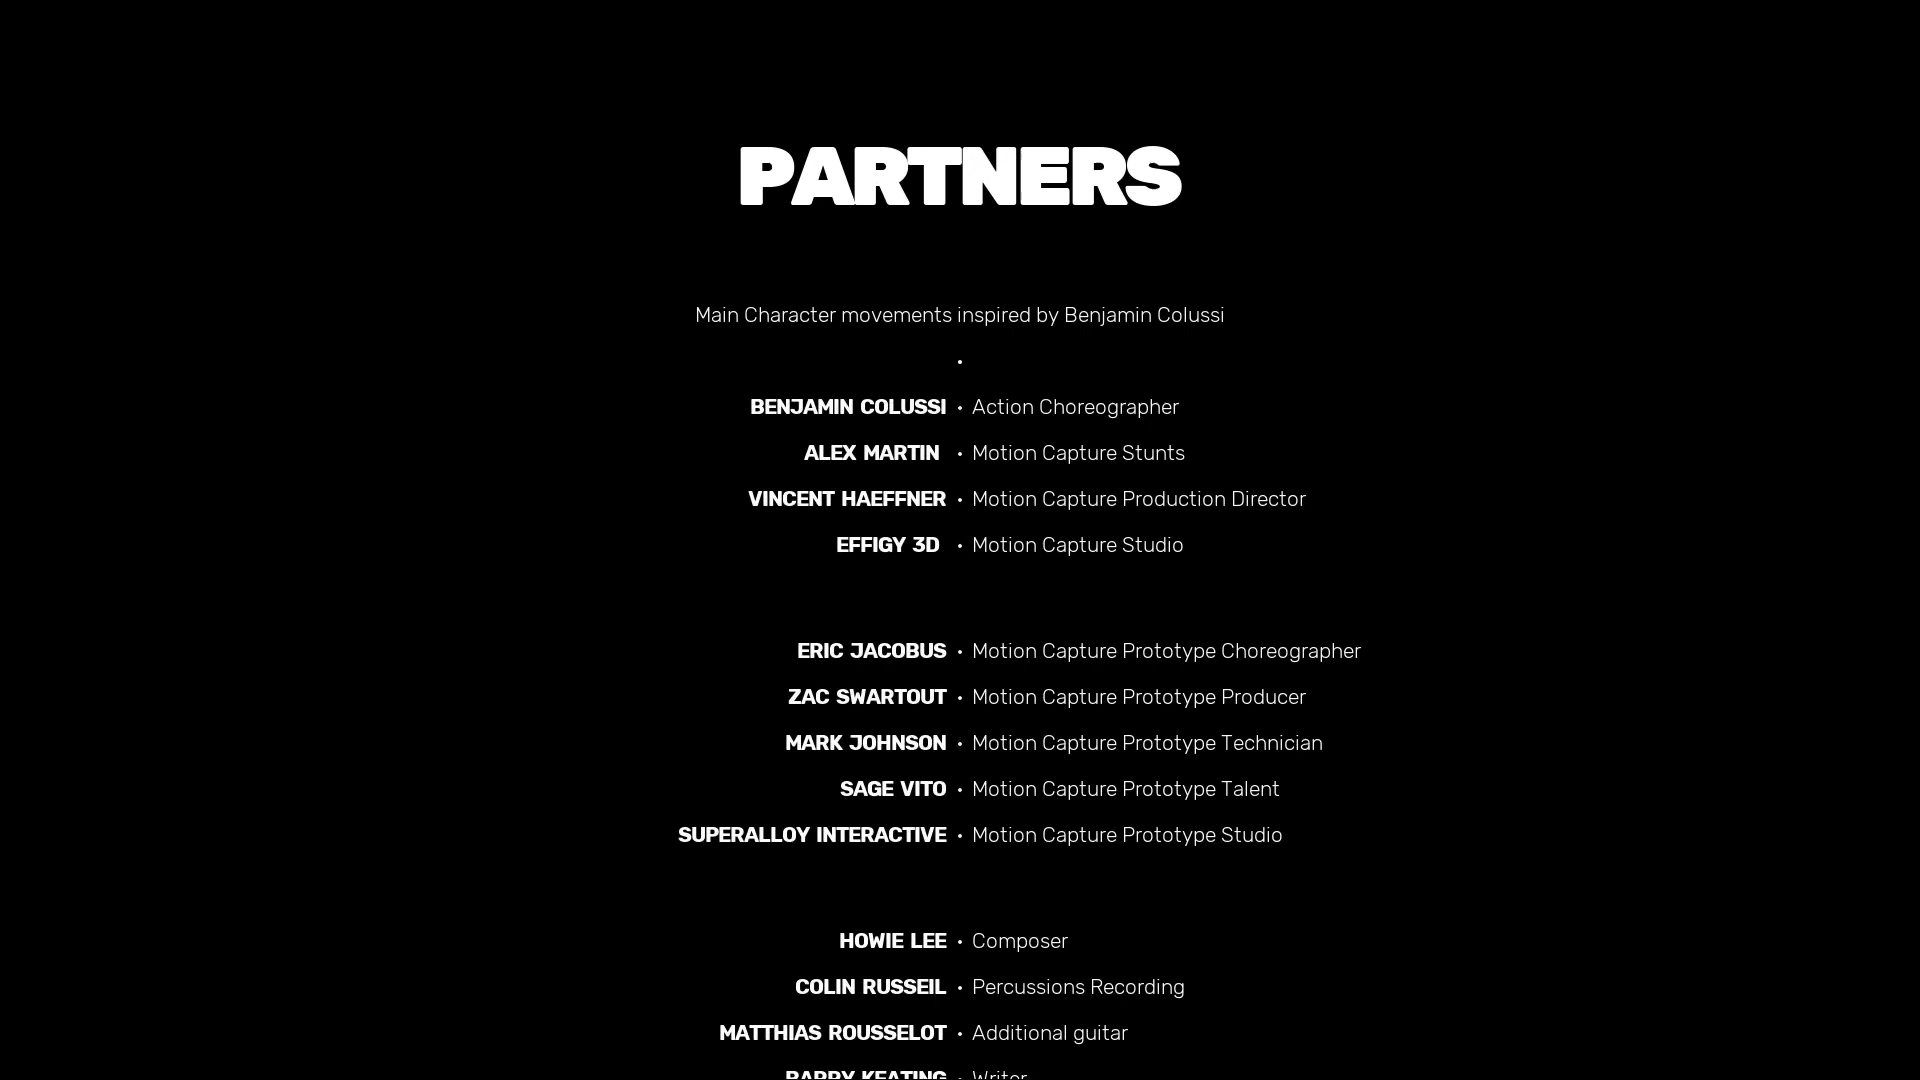 PARTNERS
Main Character movements inspired by Benjamin Colussi
•
BENJAMIN COLUSSI • Action Choreographer
ALEX MARTIN • Motion Capture Stunts
VINCENT HAEFFNER • Motion Capture Production Director
EFFIGY 3D • Motion Capture Studio
ERIC JACOBUS • Motion Capture Prototype Choreographer
ZAC SWARTOUT • Motion Capture Prototype Producer
MARK JOHNSON • Motion Capture Prototype Technician
SAGE VITO • Motion Capture Prototype Talent
SUPERALLOY INTERACTIVE • Motion Capture Prototype Studio
HOWIE LEE • Composer
COLIN RUSSEIL • Percussions Recording
MATTHIAS ROUSSELOT • Additional guitar
BARRY KEATING • Writer